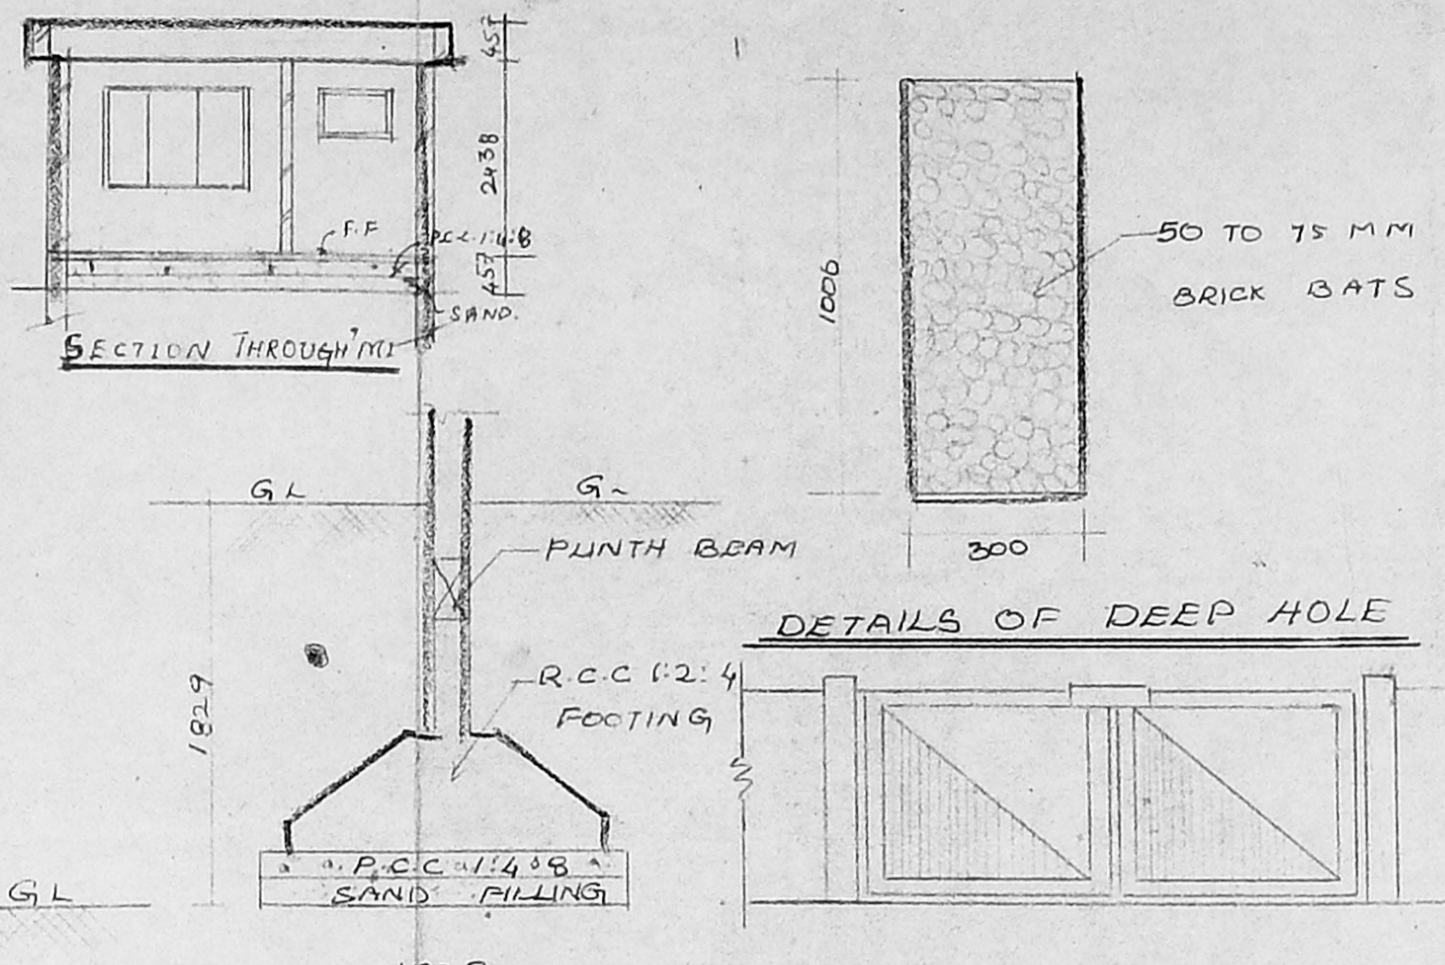 457
2438
F.F
P.C.C. 1:4:8
457
SAND.
SECTION THROUGH
1006
50 TO 75 MM
BRICK BATS
300
DETAILS OF DEEP HOLE
GL
GL
PLINTH BEAM
1829
R.C.C 1:2:4
FOOTING
P.C.C 1:4:8
SAND FILLING
GL